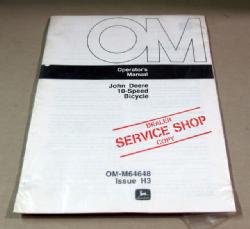 OM
Operator's
Manual
John Deere
10-Speed
Bicycle
DEALER
SERVICE SHOP
COPY
OM-M64648
Issue H3